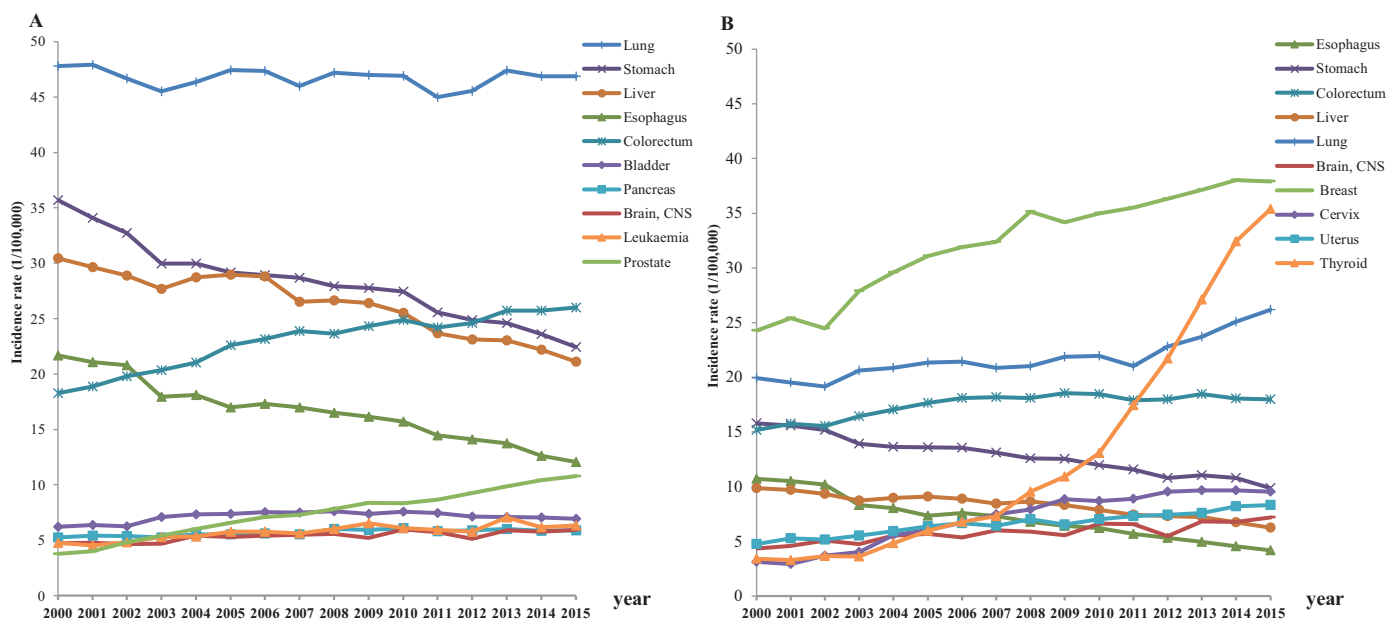 A
Incidence rate (1/100,000)
50
45
40
35
30
25
20
15
10
5
0
2000 2001 2002 2003 2004 2005 2006 2007 2008 2009 2010 2011 2012 2013 2014 2015
year
Lung
Stomach
Liver
Esophagus
Colorectum
Bladder
Pancreas
Brain, CNS
Leukaemia
Prostate
B
Incidence rate (1/100,000)
50
45
40
35
30
25
20
15
10
5
0
2000 2001 2002 2003 2004 2005 2006 2007 2008 2009 2010 2011 2012 2013 2014 2015
year
Esophagus
Stomach
Colorectum
Liver
Lung
Brain, CNS
Breast
Cervix
Uterus
Thyroid